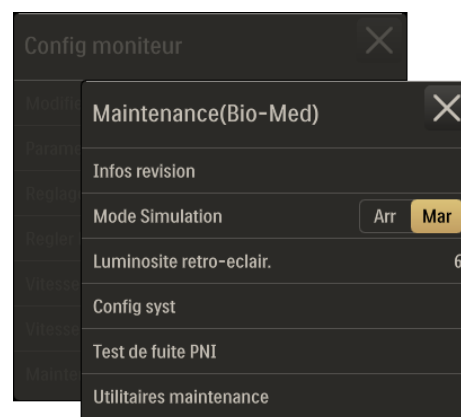 Config moniteur
Maintenance(Bio-Med)
Infos revision
Mode Simulation Arr Mar
Luminosite retro-eclair. 6
Config syst
Test de fuite PNI
Utilitaires maintenance